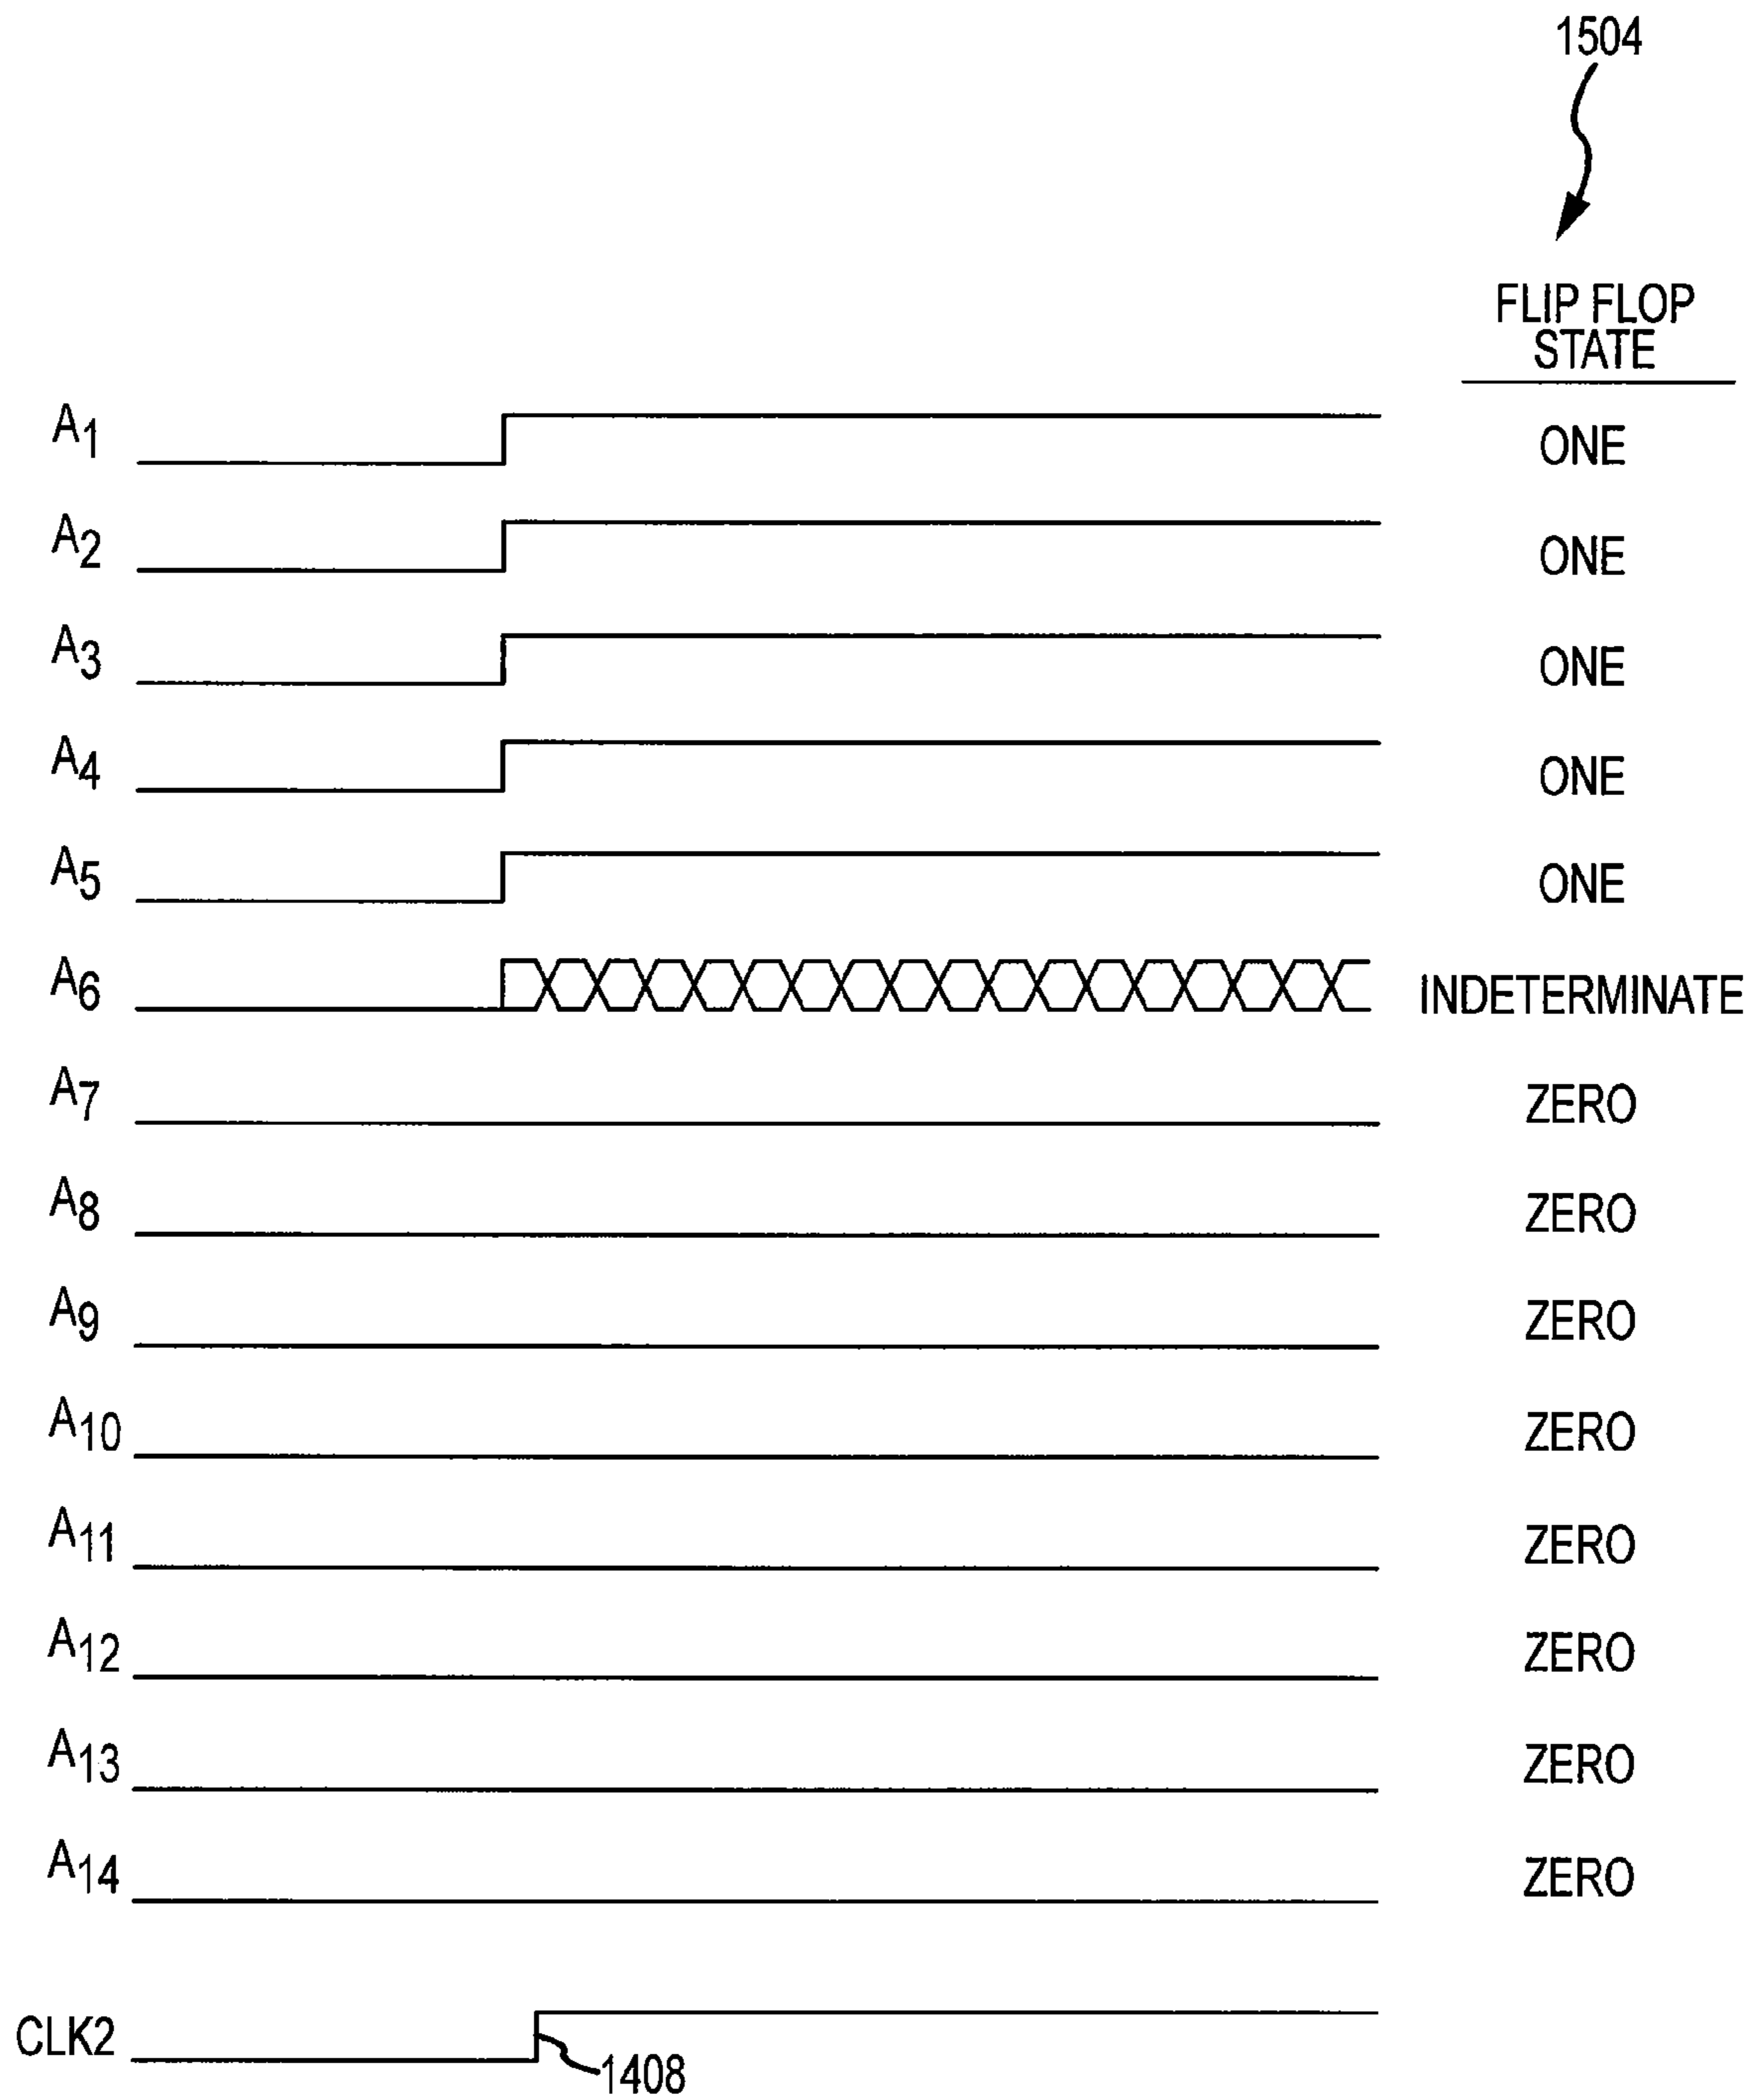 1504
FLIP FLOP
STATE
A1 ONE
A2 ONE
A3 ONE
A4 ONE
A5 ONE
A6 INDETERMINATE
A7 ZERO
A8 ZERO
A9 ZERO
A10 ZERO
A11 ZERO
A12 ZERO
A13 ZERO
A14 ZERO
CLK2
1408